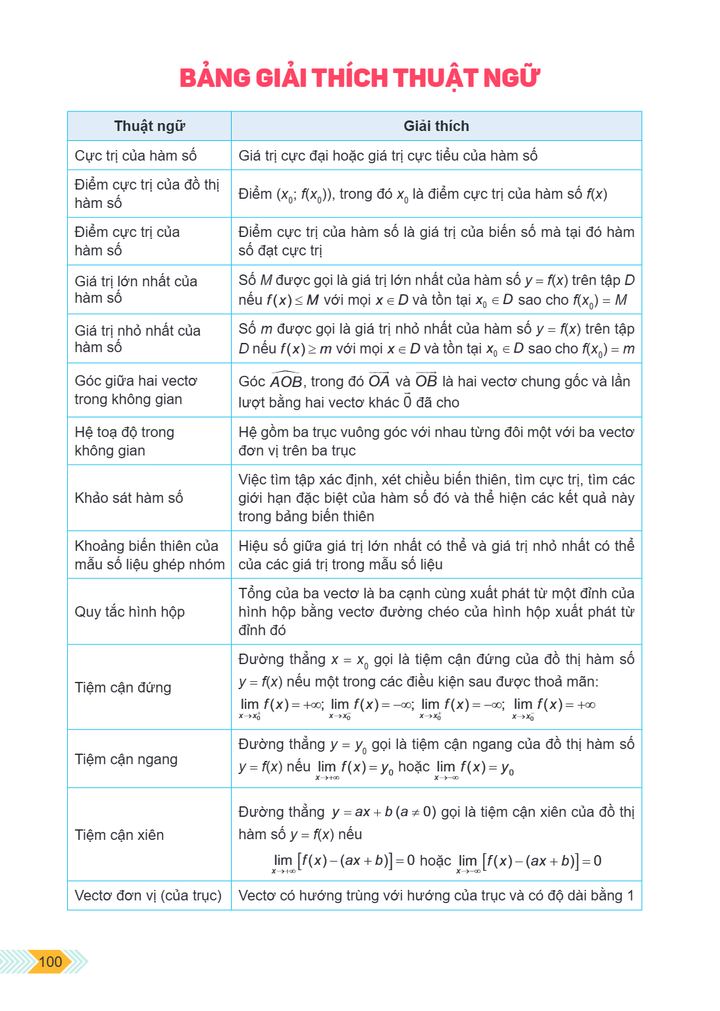 BẢNG GIẢI THÍCH THUẬT NGỮ
Thuật ngữ
Giải thích
Cực trị của hàm số
Giá trị cực đại hoặc giá trị cực tiểu của hàm số
Điểm cực trị của đồ thị
hàm số
Điểm (x₀; f(x₀)), trong đó x₀ là điểm cực trị của hàm số f(x)
Điểm cực trị của
hàm số
Điểm cực trị của hàm số là giá trị của biến số mà tại đó hàm
số đạt cực trị
Giá trị lớn nhất của
hàm số
Số M được gọi là giá trị lớn nhất của hàm số y = f(x) trên tập D
nếu f(x) ≤ M với mọi x ∈ D và tồn tại x₀ ∈ D sao cho f(x₀) = M
Giá trị nhỏ nhất của
hàm số
Số m được gọi là giá trị nhỏ nhất của hàm số y = f(x) trên tập
D nếu f(x) ≥ m với mọi x ∈ D và tồn tại x₀ ∈ D sao cho f(x₀) = m
Góc giữa hai vectơ
trong không gian
Góc \widehat{AOB}, trong đó \overrightarrow{OA} và \overrightarrow{OB} là hai vectơ chung gốc và lần
lượt bằng hai vectơ khác \vec{0} đã cho
Hệ toạ độ trong
không gian
Hệ gồm ba trục vuông góc với nhau từng đôi một với ba vectơ
đơn vị trên ba trục
Khảo sát hàm số
Việc tìm tập xác định, xét chiều biến thiên, tìm cực trị, tìm các
giới hạn đặc biệt của hàm số đó và thể hiện các kết quả này
trong bảng biến thiên
Khoảng biến thiên của
mẫu số liệu ghép nhóm
Hiệu số giữa giá trị lớn nhất có thể và giá trị nhỏ nhất có thể
của các giá trị trong mẫu số liệu
Quy tắc hình hộp
Tổng của ba vectơ là ba cạnh cùng xuất phát từ một đỉnh của
hình hộp bằng vectơ đường chéo của hình hộp xuất phát từ
đỉnh đó
Tiệm cận đứng
Đường thẳng x = x₀ gọi là tiệm cận đứng của đồ thị hàm số
y = f(x) nếu một trong các điều kiện sau được thoả mãn:
lim_{x→x₀⁺} f(x) = +∞; lim_{x→x₀⁻} f(x) = −∞; lim_{x→x₀⁺} f(x) = −∞; lim_{x→x₀⁻} f(x) = +∞
Tiệm cận ngang
Đường thẳng y = y₀ gọi là tiệm cận ngang của đồ thị hàm số
y = f(x) nếu lim_{x→+∞} f(x) = y₀ hoặc lim_{x→−∞} f(x) = y₀
Tiệm cận xiên
Đường thẳng y = ax + b (a ≠ 0) gọi là tiệm cận xiên của đồ thị
hàm số y = f(x) nếu
lim_{x→+∞} [f(x) − (ax + b)] = 0 hoặc lim_{x→−∞} [f(x) − (ax + b)] = 0
Vectơ đơn vị (của trục)
Vectơ có hướng trùng với hướng của trục và có độ dài bằng 1
100